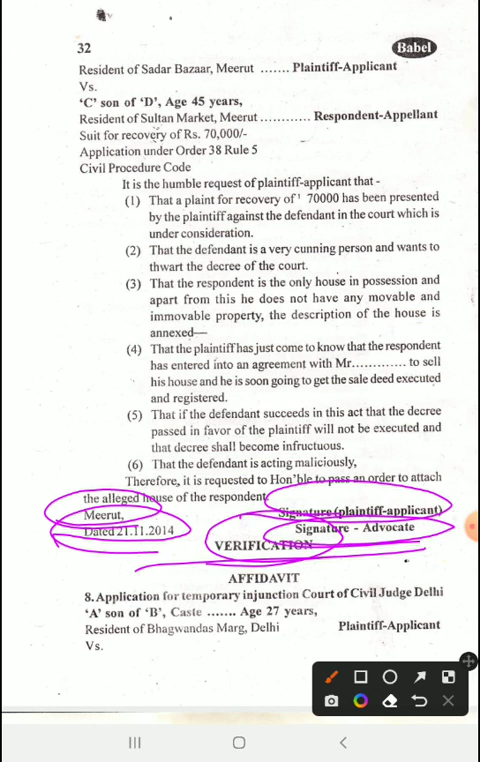 32 Babel
Resident of Sadar Bazaar, Meerut ....... Plaintiff-Applicant
Vs.
'C' son of 'D', Age 45 years,
Resident of Sultan Market, Meerut ............ Respondent-Appellant
Suit for recovery of Rs. 70,000/-
Application under Order 38 Rule 5
Civil Procedure Code
It is the humble request of plaintiff-applicant that -
(1) That a plaint for recovery of ' 70000 has been presented
by the plaintiff against the defendant in the court which is
under consideration.
(2) That the defendant is a very cunning person and wants to
thwart the decree of the court.
(3) That the respondent is the only house in possession and
apart from this he does not have any movable and
immovable property, the description of the house is
annexed—
(4) That the plaintiff has just come to know that the respondent
has entered into an agreement with Mr............. to sell
his house and he is soon going to get the sale deed executed
and registered.
(5) That if the defendant succeeds in this act that the decree
passed in favor of the plaintiff will not be executed and
that decree shall become infructuous.
(6) That the defendant is acting maliciously,
Therefore, it is requested to Hon'ble to pass an order to attach
the alleged house of the respondent
Signature (plaintiff-applicant)
Meerut,
Signature - Advocate
Dated 21.11.2014
VERIFICATION
AFFIDAVIT
8. Application for temporary injunction Court of Civil Judge Delhi
'A' son of 'B', Caste ....... Age 27 years,
Resident of Bhagwandas Marg, Delhi Plaintiff-Applicant
Vs.